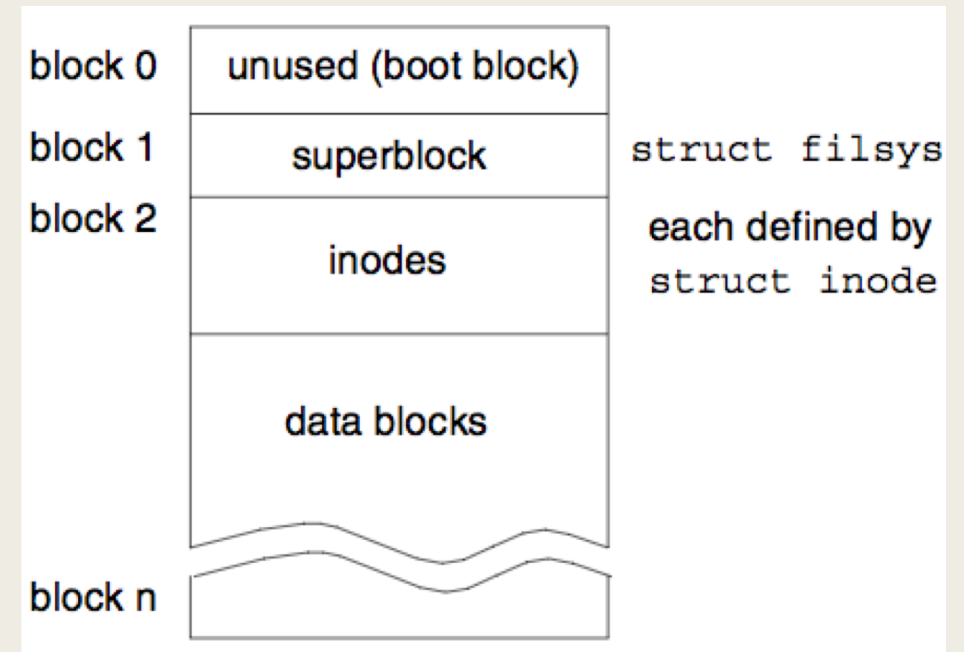 block 0
unused (boot block)
block 1
superblock
struct filsys
block 2
inodes
each defined by
struct inode
data blocks
block n